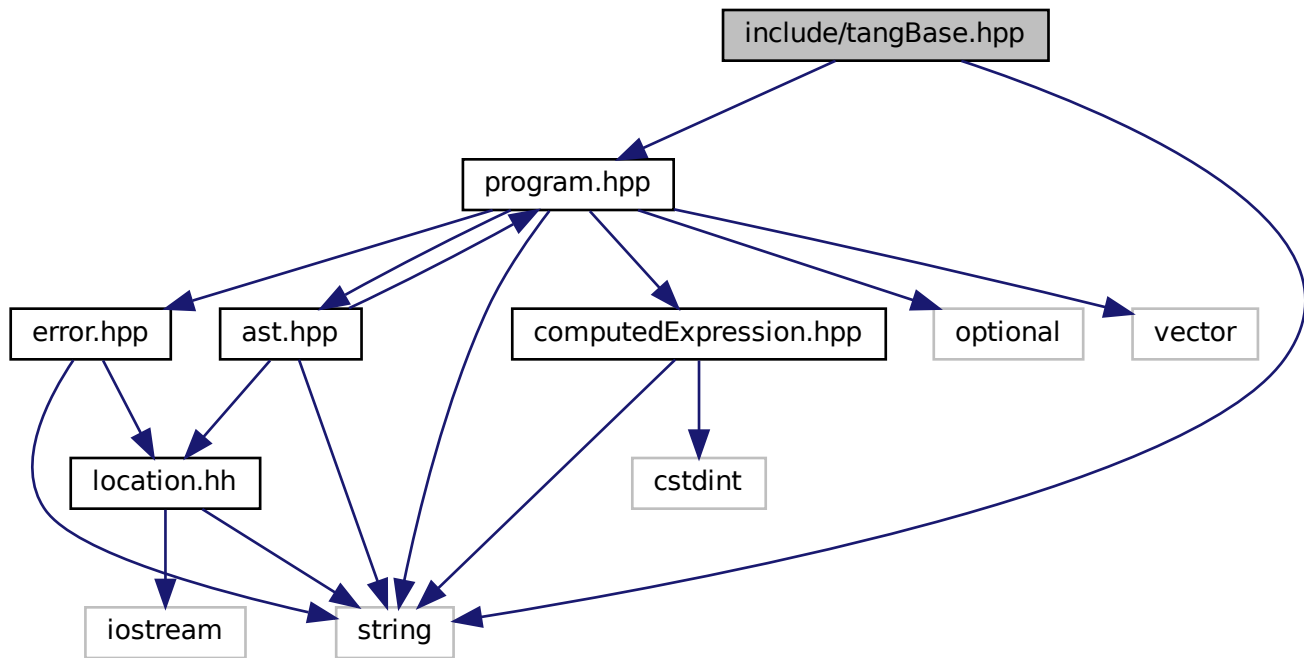 include/tangBase.hpp
program.hpp
error.hpp
ast.hpp
computedExpression.hpp
optional
vector
location.hh
cstdint
iostream
string